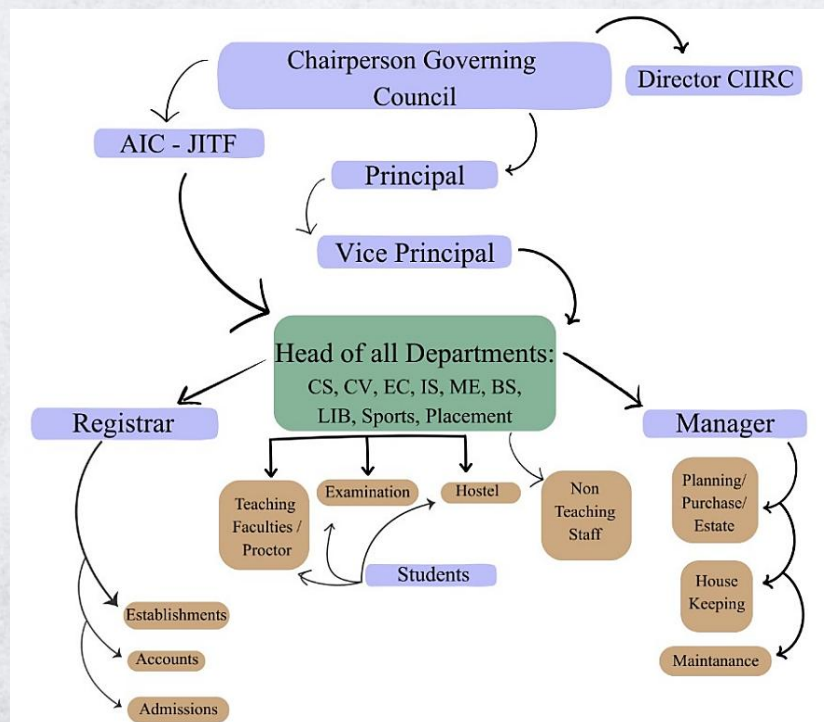 Chairperson Governing
Council
Director CIIRC
AIC - JITF
Principal
Vice Principal
Head of all Departments:
CS, CV, EC, IS, ME, BS,
LIB, Sports, Placement
Registrar
Manager
Teaching
Faculties /
Proctor
Examination
Hostel
Non
Teaching
Staff
Planning/
Purchase/
Estate
Students
House
Keeping
Establishments
Accounts
Maintanance
Admissions